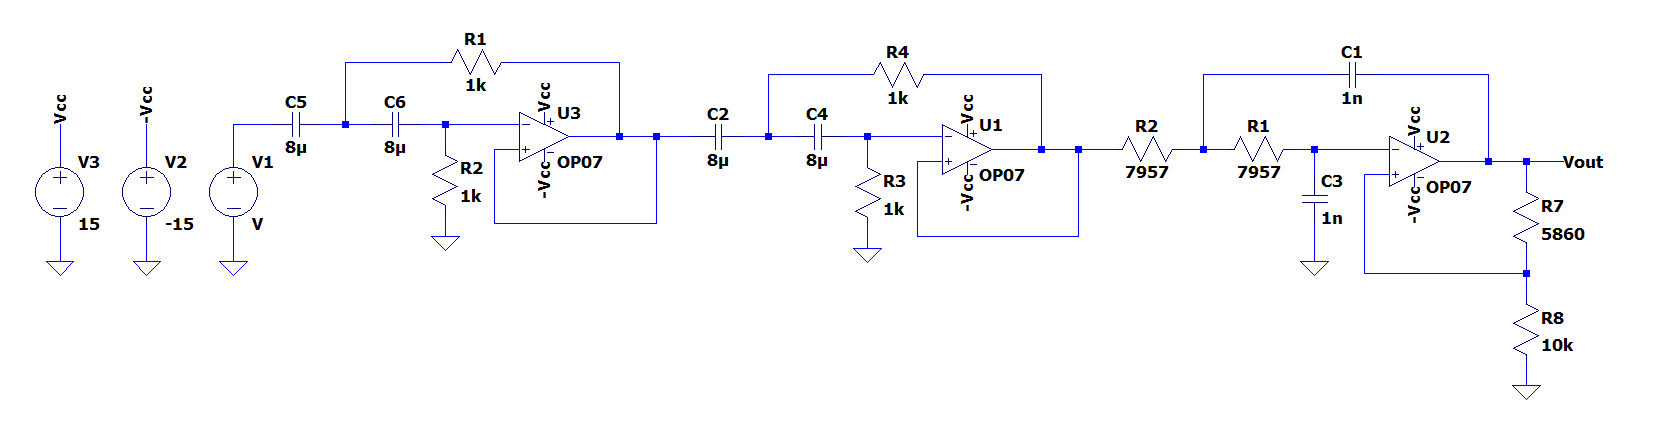 Vcc
V3
15
-Vcc
V2
-15
V1
V
C5
8µ
R1
1k
C6
8µ
R2
1k
Vcc
U3
+
−
−
+
-Vcc
OP07
C2
8µ
R4
1k
C4
8µ
R3
1k
Vcc
U1
+
−
−
+
-Vcc
OP07
R2
7957
R1
7957
C1
1n
C3
1n
Vcc
U2
+
−
−
+
-Vcc
OP07
Vout
R7
5860
R8
10k